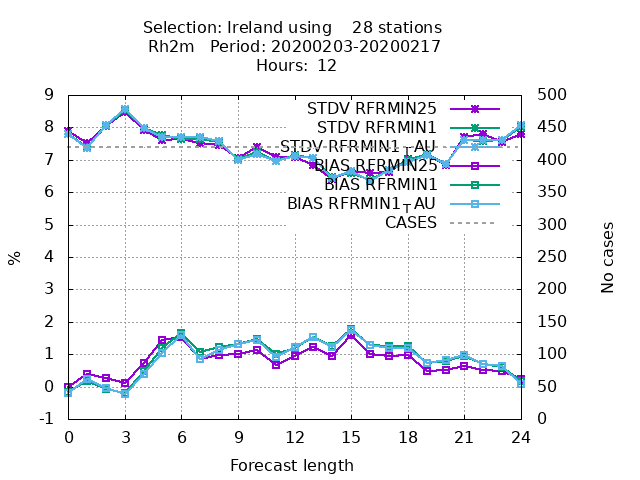 Selection: Ireland using    28 stations
Rh2m   Period: 20200203-20200217
Hours: 12
STDV RFRMIN25
STDV RFRMIN1
STDV RFRMIN1_AU
BIAS RFRMIN25
BIAS RFRMIN1
BIAS RFRMIN1_TAU
CASES
9
8
7
6
5
4
3
2
1
0
-1
%
500
450
400
350
300
250
200
150
100
50
0
No cases
0 3 6 9 12 15 18 21 24
Forecast length